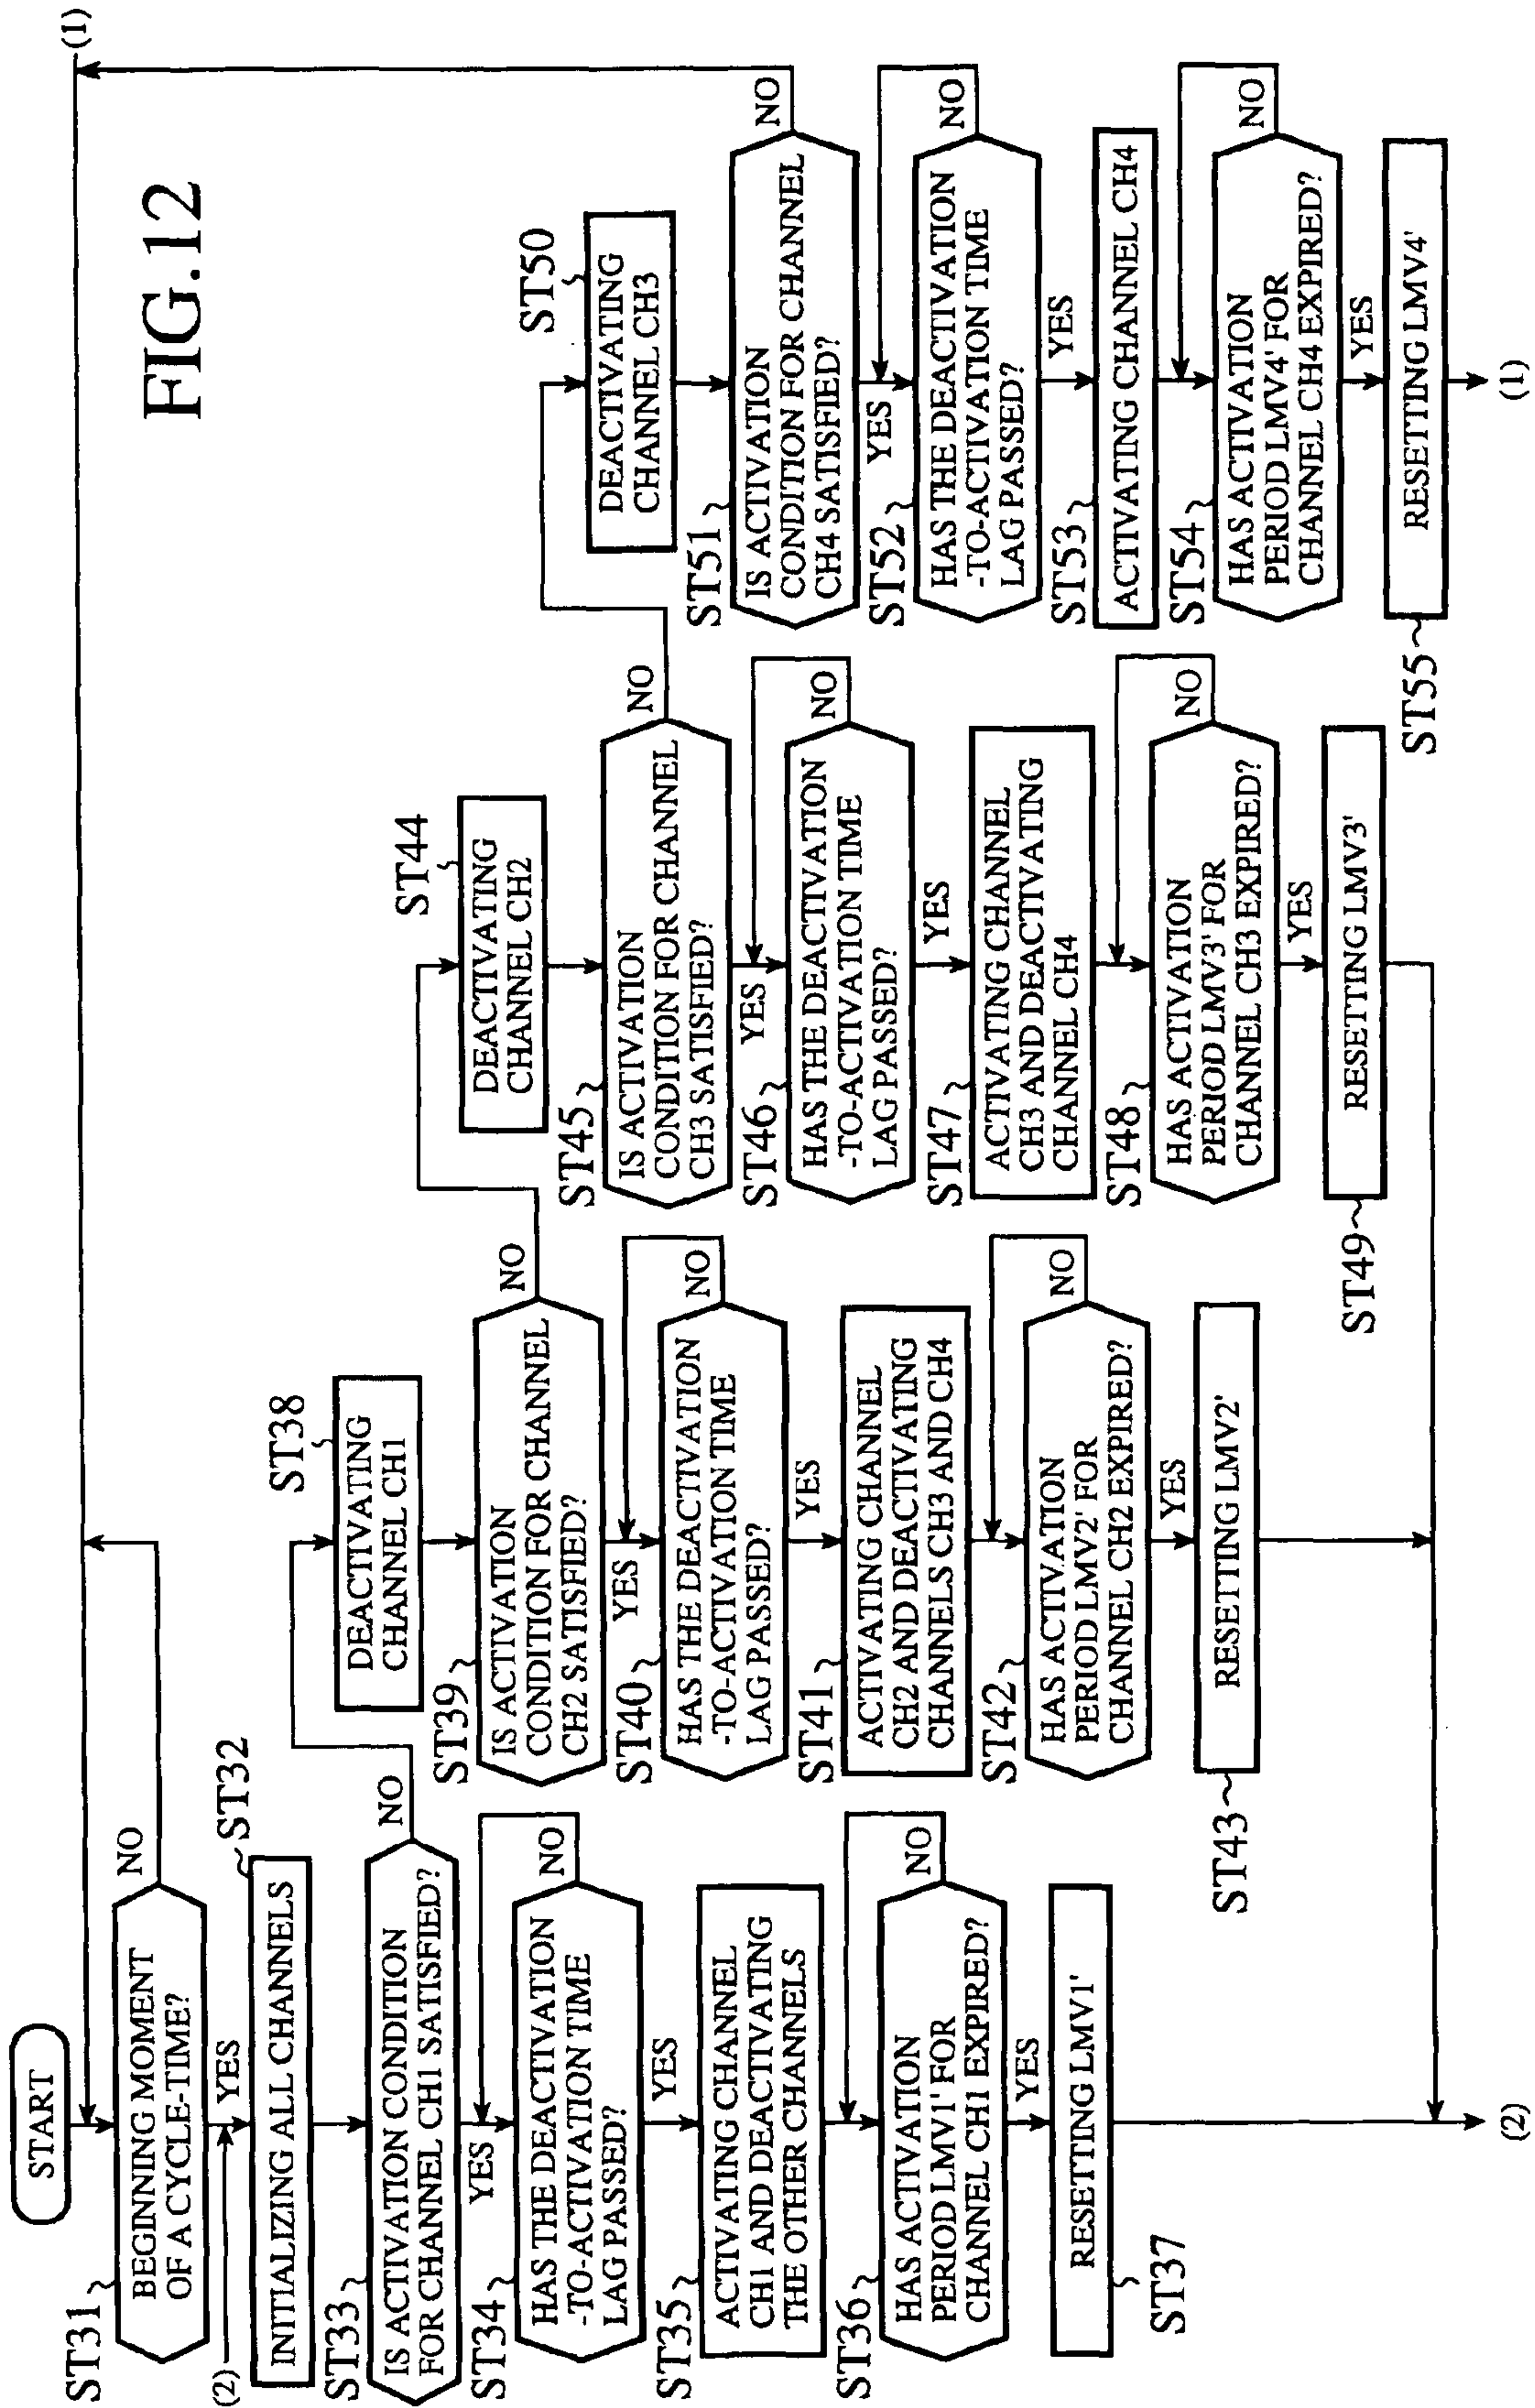 FIG.12
START
(1)
ST31
BEGINNING MOMENT
OF A CYCLE-TIME?
NO
(2)
YES
ST32
INITIALIZING ALL CHANNELS
ST33
IS ACTIVATION CONDITION
FOR CHANNEL CH1 SATISFIED?
NO
YES
ST34
HAS THE DEACTIVATION
-TO-ACTIVATION TIME
LAG PASSED?
NO
YES
ST35
ACTIVATING CHANNEL
CH1 AND DEACTIVATING
THE OTHER CHANNELS
ST36
HAS ACTIVATION
PERIOD LMV1' FOR
CHANNEL CH1 EXPIRED?
NO
YES
RESETTING LMV1'
ST37
(2)
ST38
DEACTIVATING
CHANNEL CH1
ST39
IS ACTIVATION
CONDITION FOR CHANNEL
CH2 SATISFIED?
NO
YES
ST40
HAS THE DEACTIVATION
-TO-ACTIVATION TIME
LAG PASSED?
NO
YES
ST41
ACTIVATING CHANNEL
CH2 AND DEACTIVATING
CHANNELS CH3 AND CH4
ST42
HAS ACTIVATION
PERIOD LMV2' FOR
CHANNEL CH2 EXPIRED?
NO
YES
RESETTING LMV2'
ST43
ST44
DEACTIVATING
CHANNEL CH2
ST45
IS ACTIVATION
CONDITION FOR CHANNEL
CH3 SATISFIED?
NO
YES
ST46
HAS THE DEACTIVATION
-TO-ACTIVATION TIME
LAG PASSED?
NO
YES
ST47
ACTIVATING CHANNEL
CH3 AND DEACTIVATING
CHANNEL CH4
ST48
HAS ACTIVATION
PERIOD LMV3' FOR
CHANNEL CH3 EXPIRED?
NO
YES
RESETTING LMV3'
ST49
ST50
DEACTIVATING
CHANNEL CH3
ST51
IS ACTIVATION
CONDITION FOR CHANNEL
CH4 SATISFIED?
NO
YES
ST52
HAS THE DEACTIVATION
-TO-ACTIVATION TIME
LAG PASSED?
NO
YES
ST53
ACTIVATING CHANNEL CH4
ST54
HAS ACTIVATION
PERIOD LMV4' FOR
CHANNEL CH4 EXPIRED?
NO
YES
RESETTING LMV4'
ST55
(1)